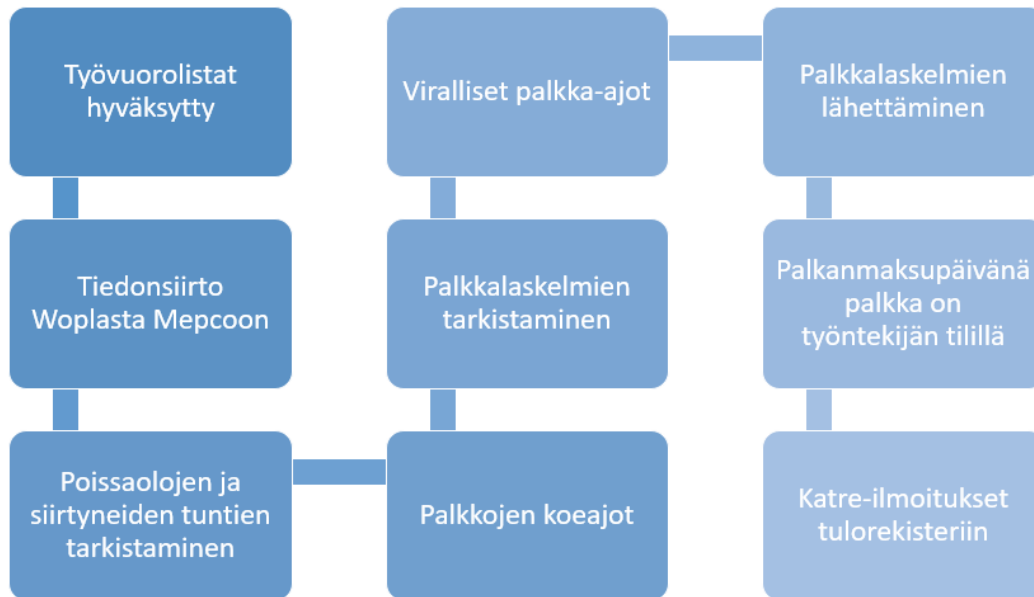 Työvuorolistat
hyväksytty
Tiedonsiirto
Woplasta Mepcoon
Poissaolojen ja
siirtyneiden tuntien
tarkistaminen
Palkkojen koeajot
Palkkalaskelmien
tarkistaminen
Viralliset palkka-ajot
Palkkalaskelmien
lähettäminen
Palkanmaksupäivänä
palkka on
työntekijän tilillä
Katre-ilmoitukset
tulorekisteriin